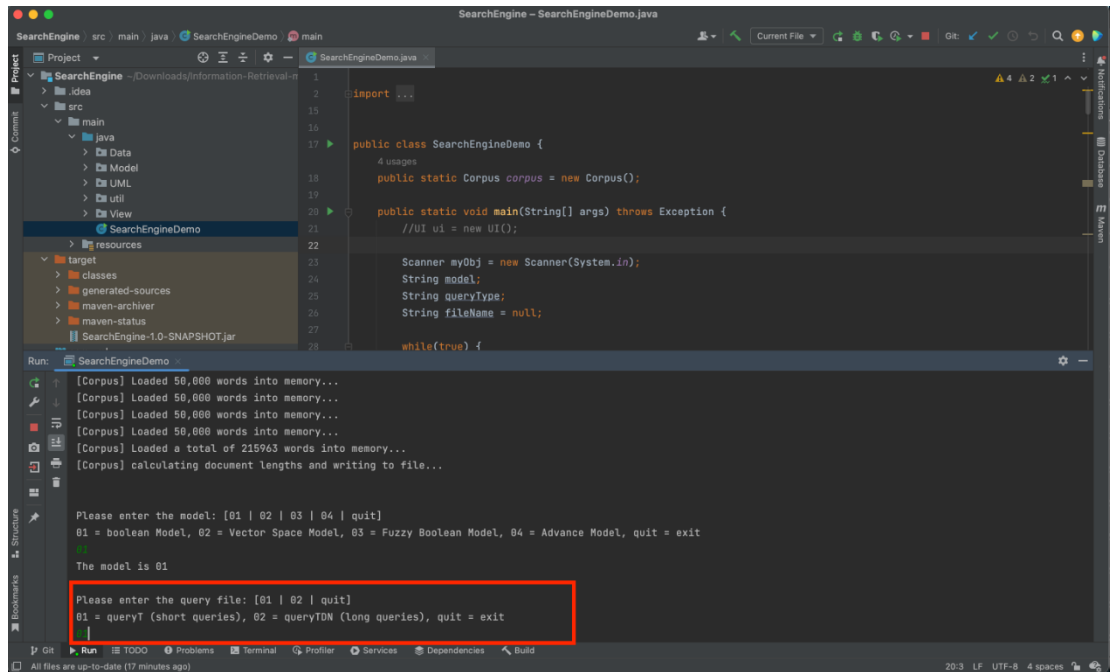 SearchEngine – SearchEngineDemo.java
SearchEngine src main java SearchEngineDemo main
Current File
Git:
Project
SearchEngineDemo.java
Project
Commit
Structure
Bookmarks
SearchEngine ~/Downloads/Information-Retrieval-m
.idea
src
main
java
Data
Model
UML
util
View
SearchEngineDemo
resources
target
classes
generated-sources
maven-archiver
maven-status
SearchEngine-1.0-SNAPSHOT.jar
4 2 1
1
2 import ...
15
16
17 public class SearchEngineDemo {
4 usages
18 public static Corpus corpus = new Corpus();
19
20 public static void main(String[] args) throws Exception {
21 //UI ui = new UI();
22
23 Scanner myObj = new Scanner(System.in);
24 String model;
25 String queryType;
26 String fileName = null;
27
28 while(true) {
Notifications
Database
m Maven
Run: SearchEngineDemo
[Corpus] Loaded 50,000 words into memory...
[Corpus] Loaded 50,000 words into memory...
[Corpus] Loaded 50,000 words into memory...
[Corpus] Loaded 50,000 words into memory...
[Corpus] Loaded a total of 215963 words into memory...
[Corpus] calculating document lengths and writing to file...
Please enter the model: [01 | 02 | 03 | 04 | quit]
01 = boolean Model, 02 = Vector Space Model, 03 = Fuzzy Boolean Model, 04 = Advance Model, quit = exit
01
The model is 01
Please enter the query file: [01 | 02 | quit]
01 = queryT (short queries), 02 = queryTDN (long queries), quit = exit
Git Run TODO Problems Terminal Profiler Services Dependencies Build
All files are up-to-date (17 minutes ago)
20:3 LF UTF-8 4 spaces